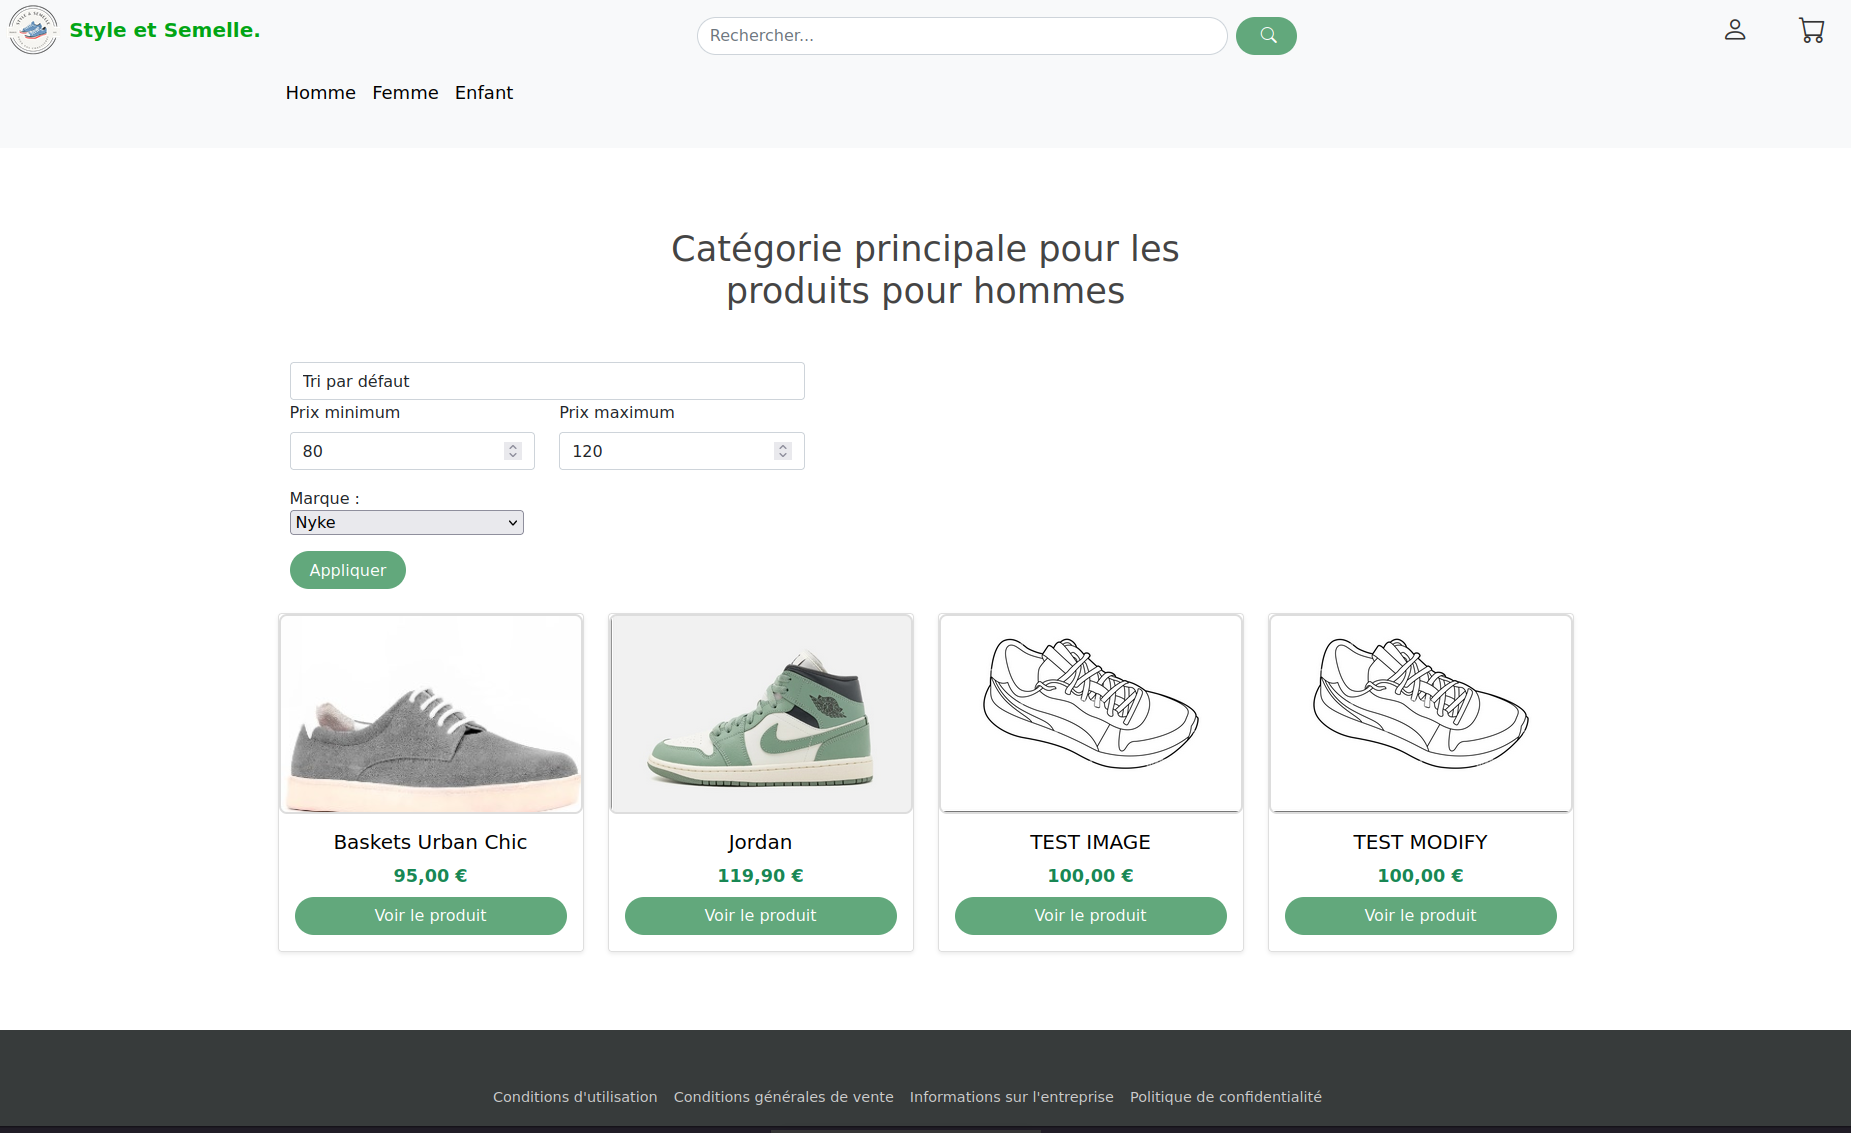 STYLE & SEMELLE
Style et Semelle.
Rechercher...
Homme Femme Enfant
Catégorie principale pour les
produits pour hommes
Tri par défaut
Prix minimum Prix maximum
80 120
Marque :
Nyke
Appliquer
Baskets Urban Chic Jordan TEST IMAGE TEST MODIFY
95,00 € 119,90 € 100,00 € 100,00 €
Voir le produit Voir le produit Voir le produit Voir le produit
Conditions d'utilisation Conditions générales de vente Informations sur l'entreprise Politique de confidentialité